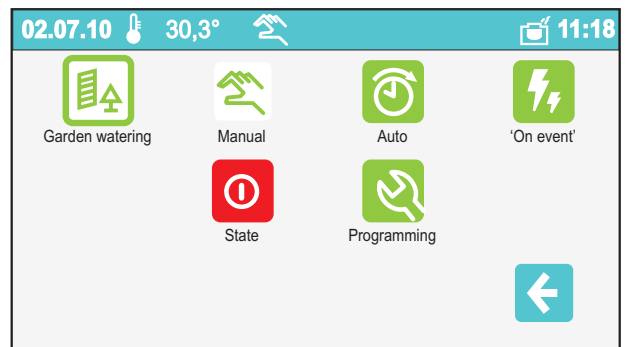 02.07.10 30,3° 11:18
Garden watering Manual Auto ‘On event’
State Programming